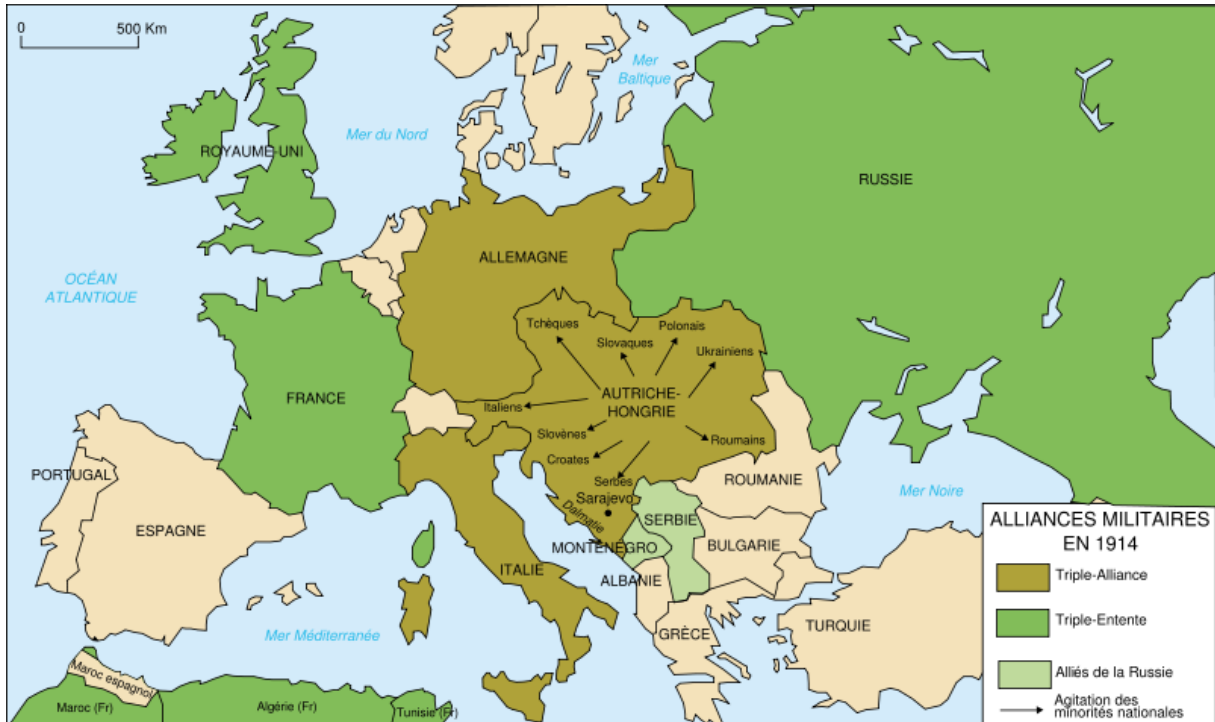 0
500 Km
Mer
Baltique
Mer du Nord
ROYAUME-UNI
RUSSIE
ALLEMAGNE
OCÉAN
ATLANTIQUE
Tchèques
Polonais
Slovaques
Ukrainiens
AUTRICHE-
HONGRIE
FRANCE
Italiens
Slovènes
Roumains
Croates
PORTUGAL
Serbes
ROUMANIE
Mer Noire
Sarajevo
Dalmatie
SERBIE
ESPAGNE
MONTÉNÉGRO
BULGARIE
ITALIE
ALBANIE
Mer Méditerranée
GRÈCE
TURQUIE
Maroc espagnol
Maroc (Fr)
Algérie (Fr)
Tunisie (Fr)
ALLIANCES MILITAIRES
EN 1914
Triple-Alliance
Triple-Entente
Alliés de la Russie
Agitation des
minorités nationales